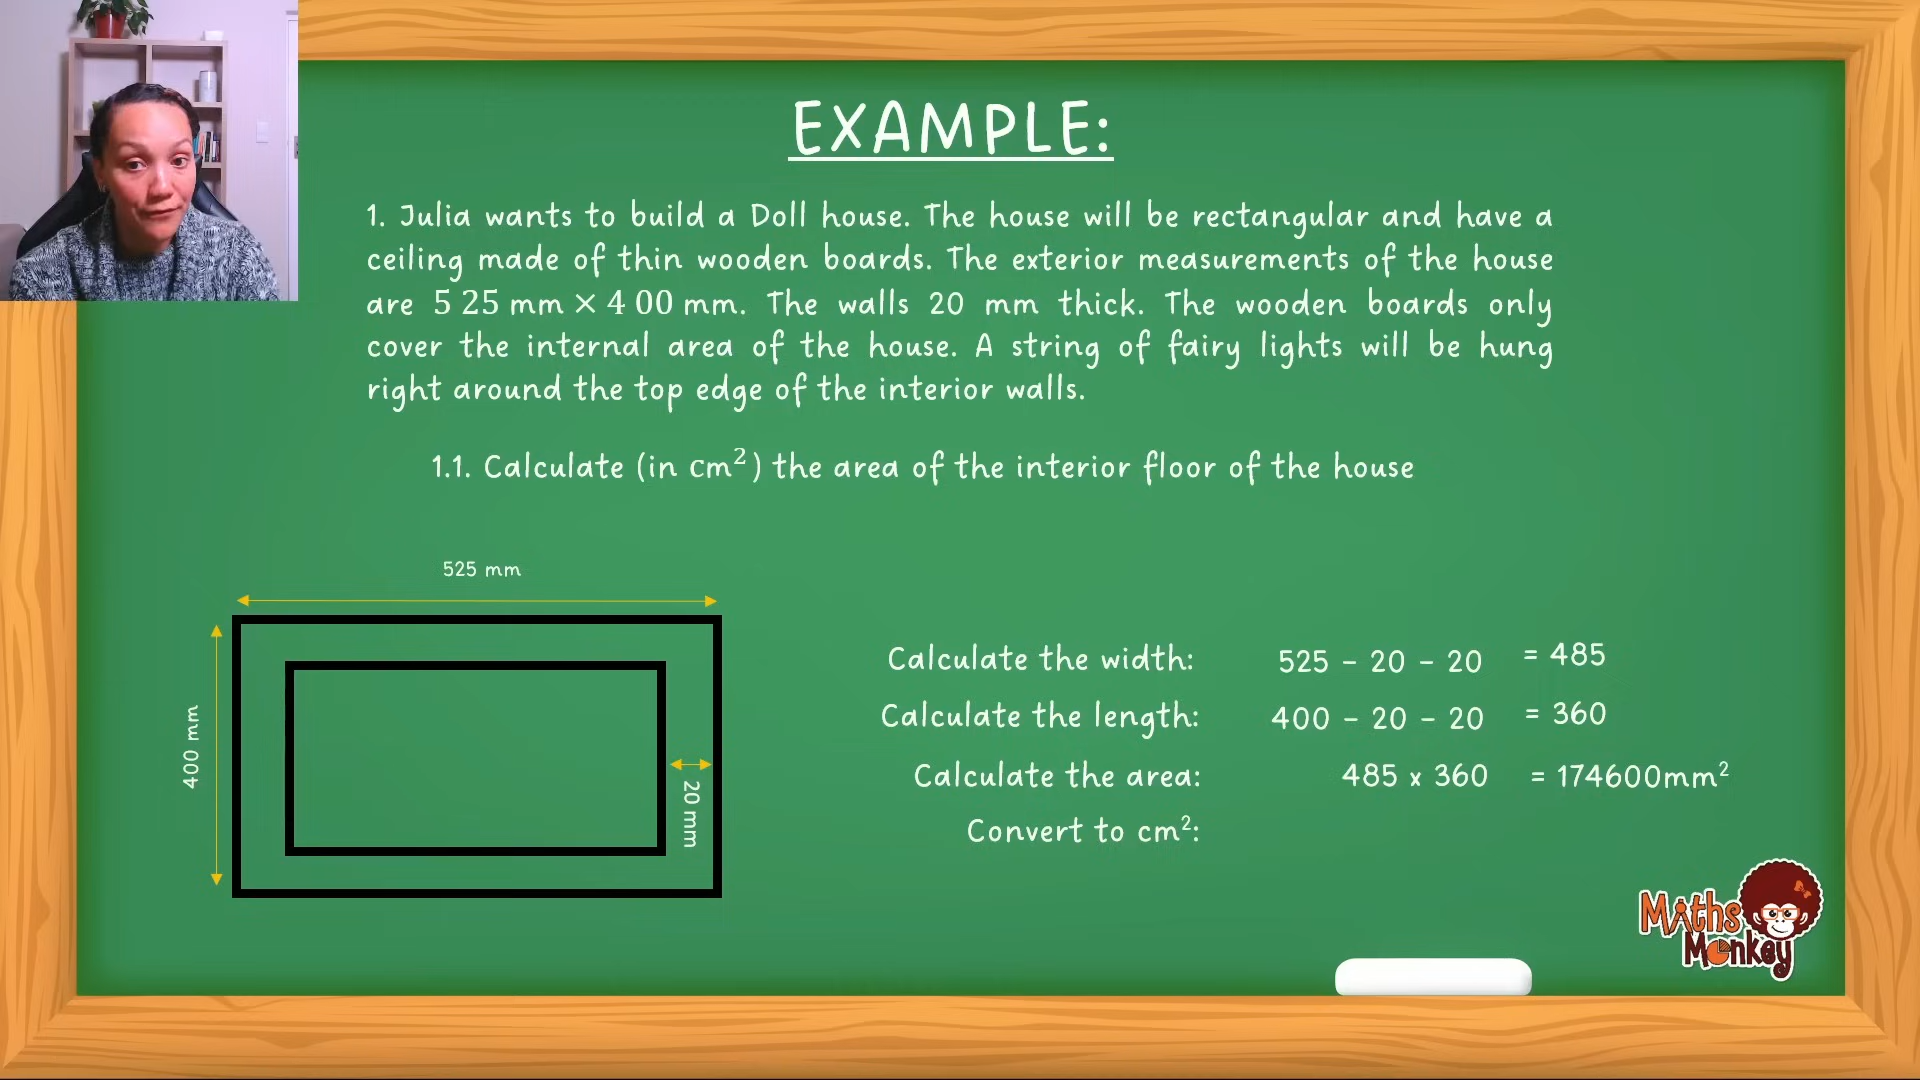 EXAMPLE:
1. Julia wants to build a Doll house. The house will be rectangular and have a
ceiling made of thin wooden boards. The exterior measurements of the house
are 5 25 mm × 4 00 mm. The walls 20 mm thick. The wooden boards only
cover the internal area of the house. A string of fairy lights will be hung
right around the top edge of the interior walls.
1.1. Calculate (in cm²) the area of the interior floor of the house
525 mm
400 mm
20 mm
Calculate the width: 525 - 20 - 20 = 485
Calculate the length: 400 - 20 - 20 = 360
Calculate the area: 485 x 360 = 174600mm²
Convert to cm²:
Maths
Monkey